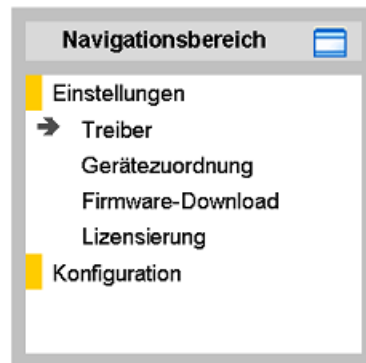 Navigationsbereich
Einstellungen
Treiber
Gerätezuordnung
Firmware-Download
Lizensierung
Konfiguration